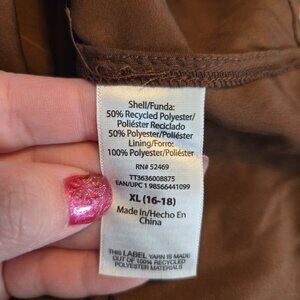 Shell/Funda:
50% Recycled Polyester/
Poliéster Reciclado
50% Polyester/Poliéster
Lining/Forro:
100% Polyester/Poliéster
RN# 52469
TT3636008875
EAN/UPC 1 98566441099
XL (16-18)
Made In/Hecho En
China
THIS LABEL YARN IS MADE
OUT OF 100% RECYCLED
POLYESTER MATERIALS